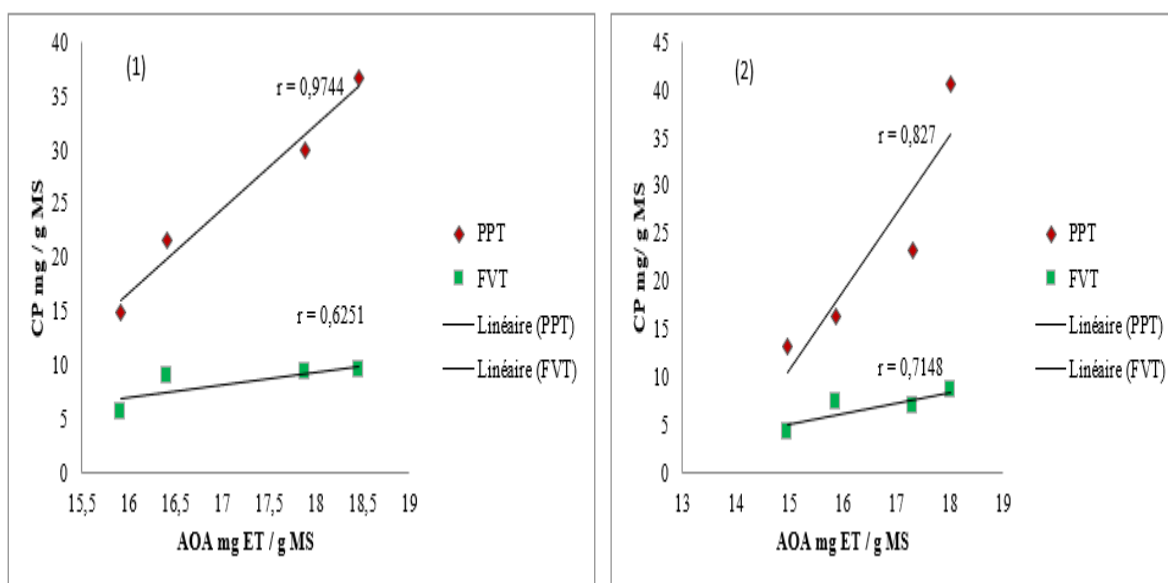 (1)
r = 0,9744
r = 0,6251
CP mg / g MS
40
35
30
25
20
15
10
5
0
15,5 16 16,5 17 17,5 18 18,5 19
AOA mg ET / g MS
PPT
FVT
Linéaire (PPT)
Linéaire (FVT)
(2)
r = 0,827
r = 0,7148
CP mg/ g MS
45
40
35
30
25
20
15
10
5
0
13 14 15 16 17 18 19
AOA mg ET / g MS
PPT
FVT
Linéaire (PPT)
Linéaire (FVT)